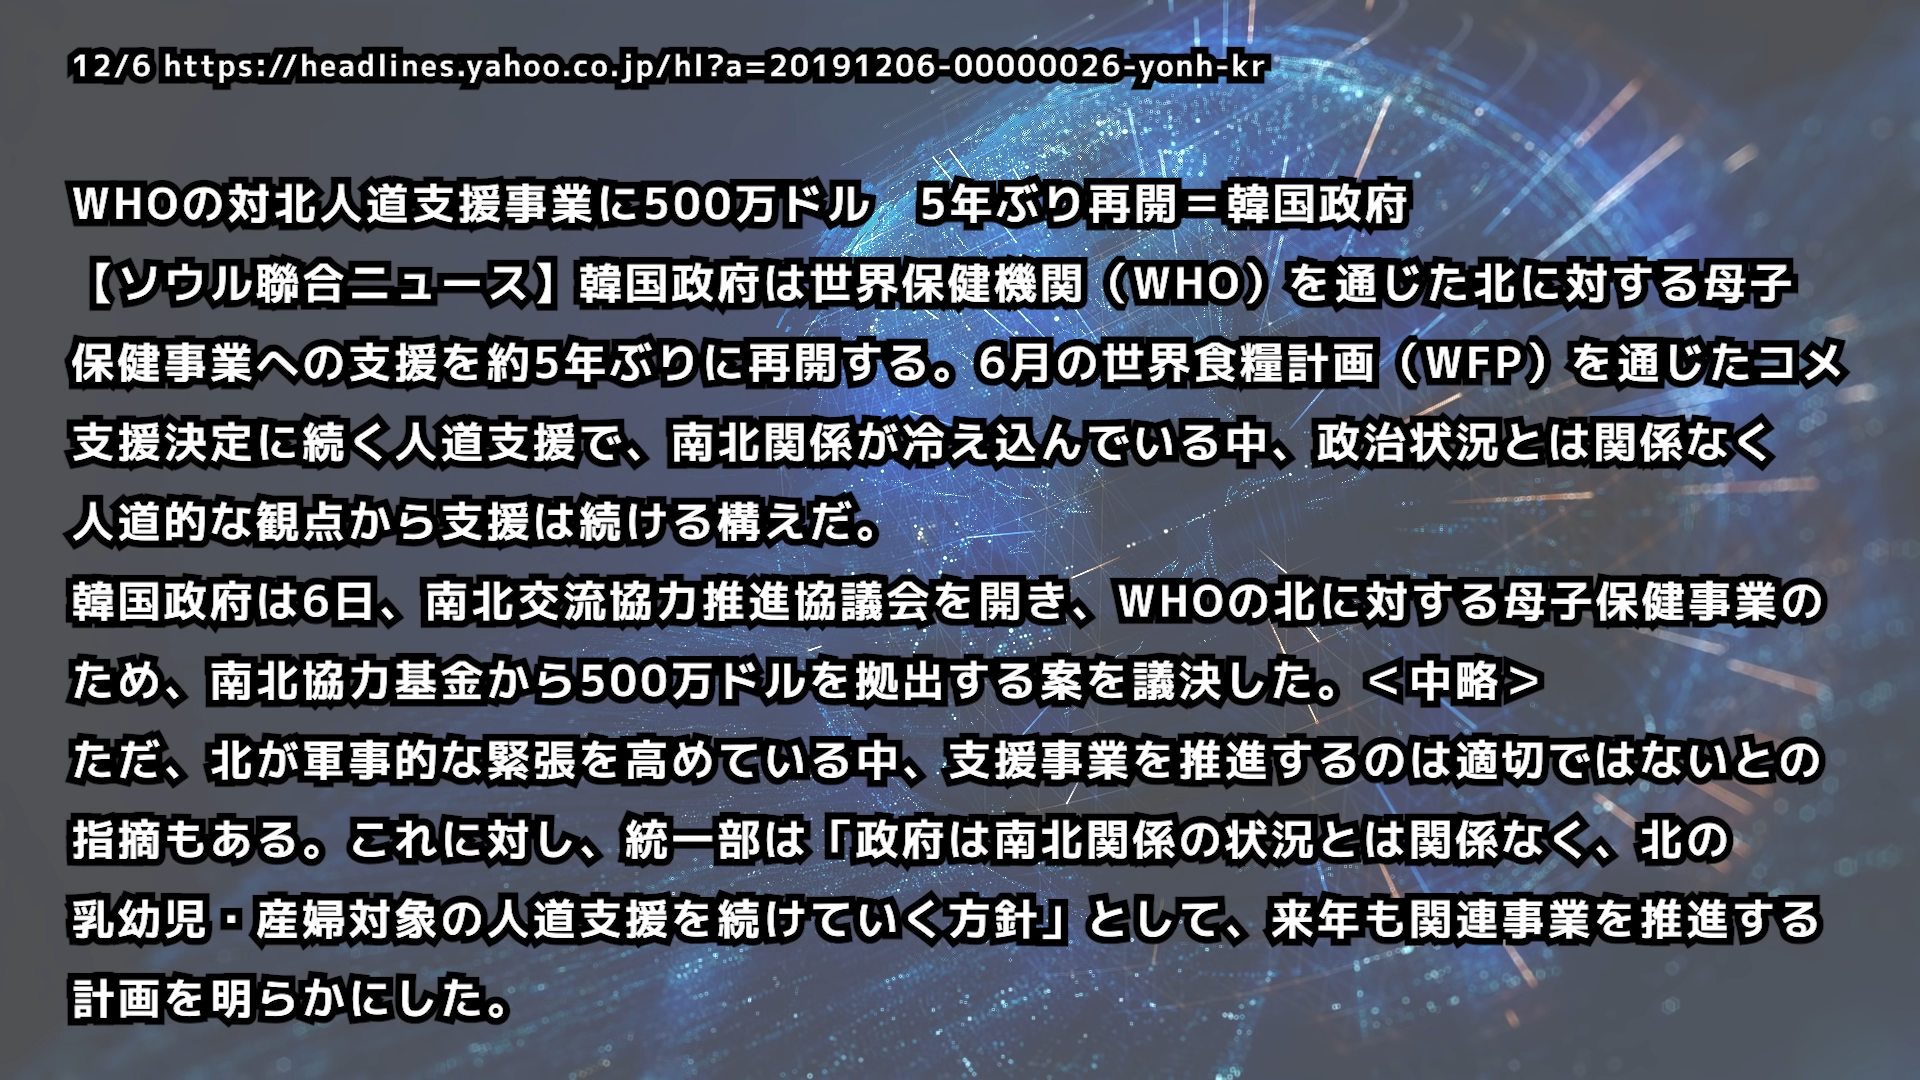 12/6 https://headlines.yahoo.co.jp/hl?a=20191206-00000026-yonh-kr
WHOの対北人道支援事業に500万ドル　5年ぶり再開＝韓国政府
【ソウル聯合ニュース】韓国政府は世界保健機関（WHO）を通じた北に対する母子
保健事業への支援を約5年ぶりに再開する。6月の世界食糧計画（WFP）を通じたコメ
支援決定に続く人道支援で、南北関係が冷え込んでいる中、政治状況とは関係なく
人道的な観点から支援は続ける構えだ。
韓国政府は6日、南北交流協力推進協議会を開き、WHOの北に対する母子保健事業の
ため、南北協力基金から500万ドルを拠出する案を議決した。＜中略＞
ただ、北が軍事的な緊張を高めている中、支援事業を推進するのは適切ではないとの
指摘もある。これに対し、統一部は「政府は南北関係の状況とは関係なく、北の
乳幼児・産婦対象の人道支援を続けていく方針」として、来年も関連事業を推進する
計画を明らかにした。